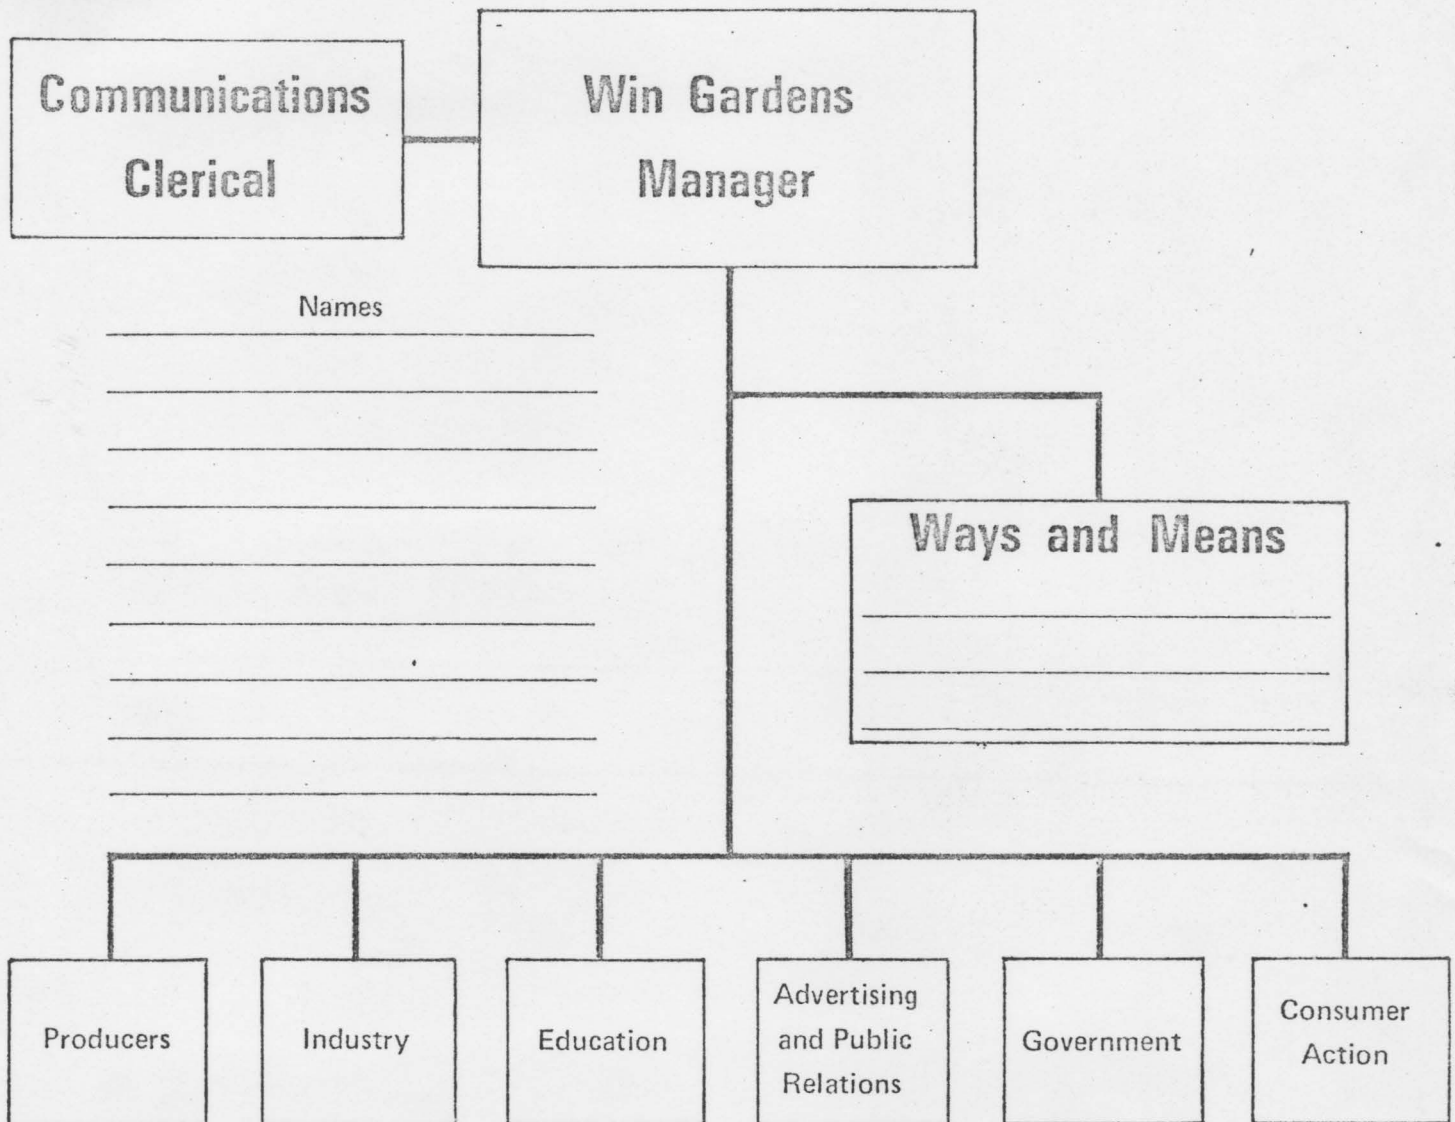 Communications
Clerical
Win Gardens
Manager
Names
Ways and Means
Producers
Industry
Education
Advertising
and Public
Relations
Government
Consumer
Action